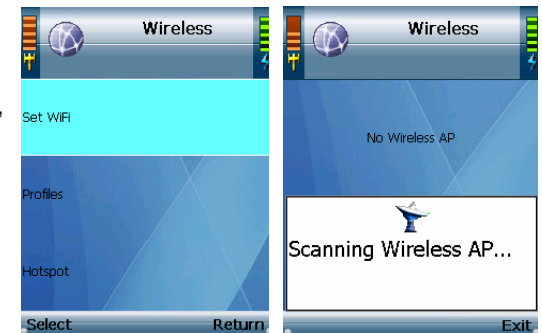 Wireless
Set WiFi
Profiles
Hotspot
Select Return
Wireless
No Wireless AP
Scanning Wireless AP...
Exit